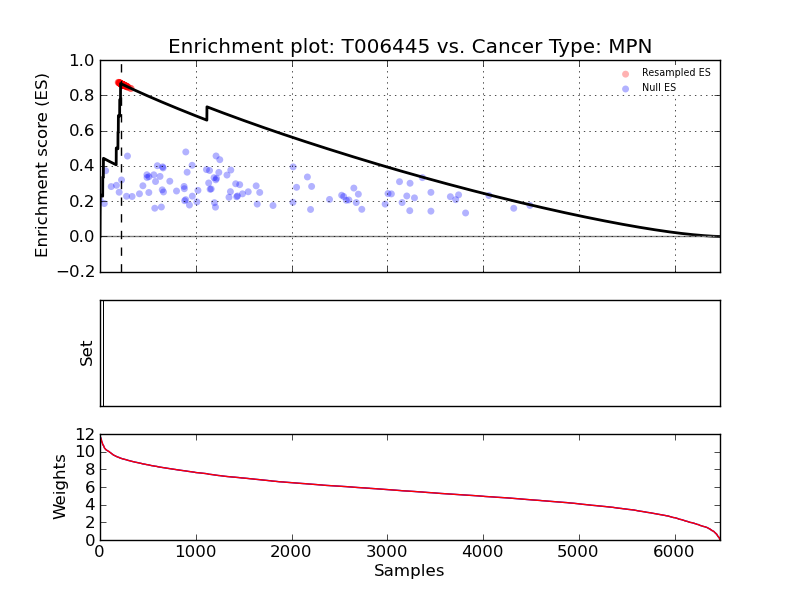 Enrichment plot: T006445 vs. Cancer Type: MPN
1.0
0.8
0.6
0.4
0.2
0.0
−0.2
Enrichment score (ES)
Resampled ES
Null ES
Set
12
10
8
6
4
2
0
Weights
0 1000 2000 3000 4000 5000 6000
Samples